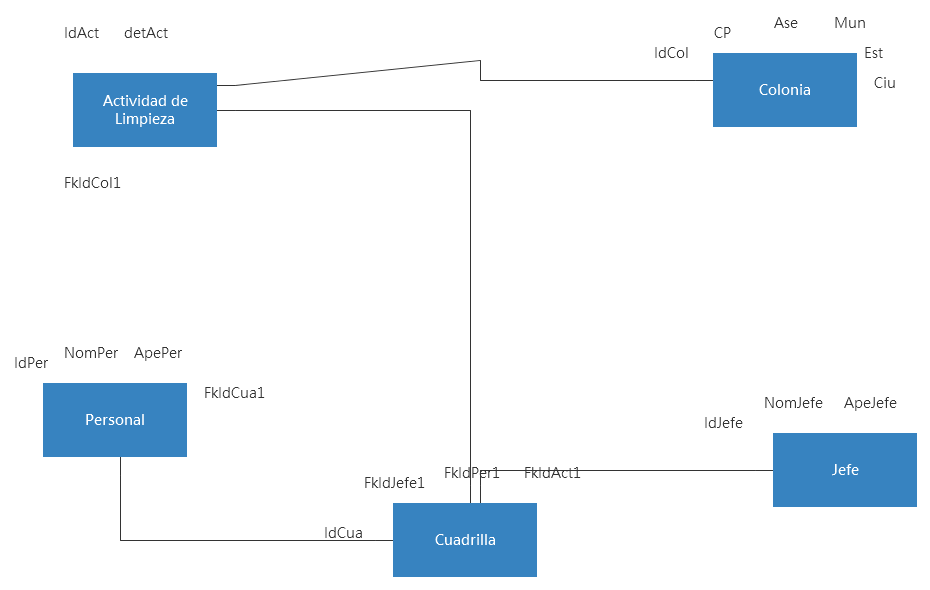 IdAct detAct
Ase Mun
CP
IdCol
Est
Ciu
Colonia
Actividad de
Limpieza
FkIdCol1
NomPer ApePer
IdPer
FkIdCua1
Personal
NomJefe ApeJefe
IdJefe
Jefe
FkIdJefe1 FkIdPer1 FkIdAct1
IdCua
Cuadrilla